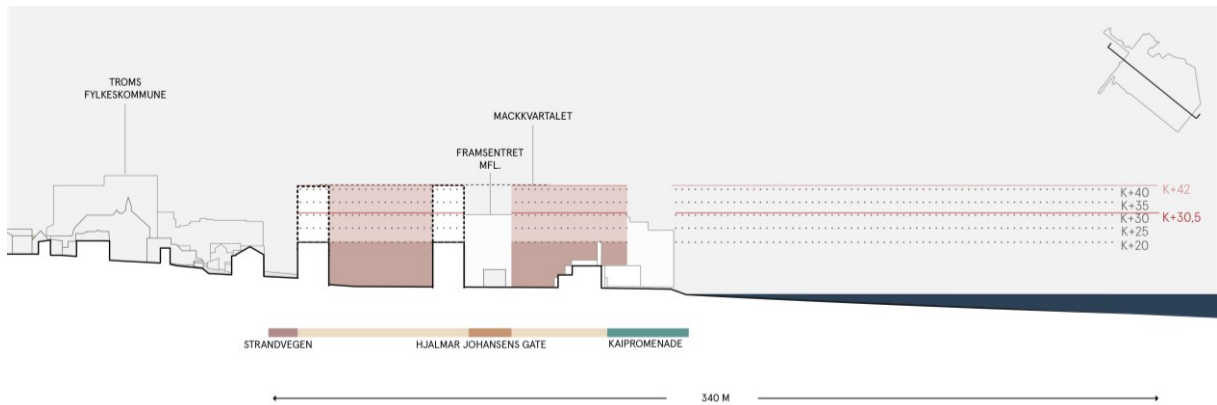 TROMS
FYLKESKOMMUNE
MACKKVARTALET
FRAMSENTRET
MFL.
K+40
K+42
K+35
K+30
K+30,5
K+25
K+20
STRANDVEGEN
HJALMAR JOHANSENS GATE
KAIPROMENADE
340 M